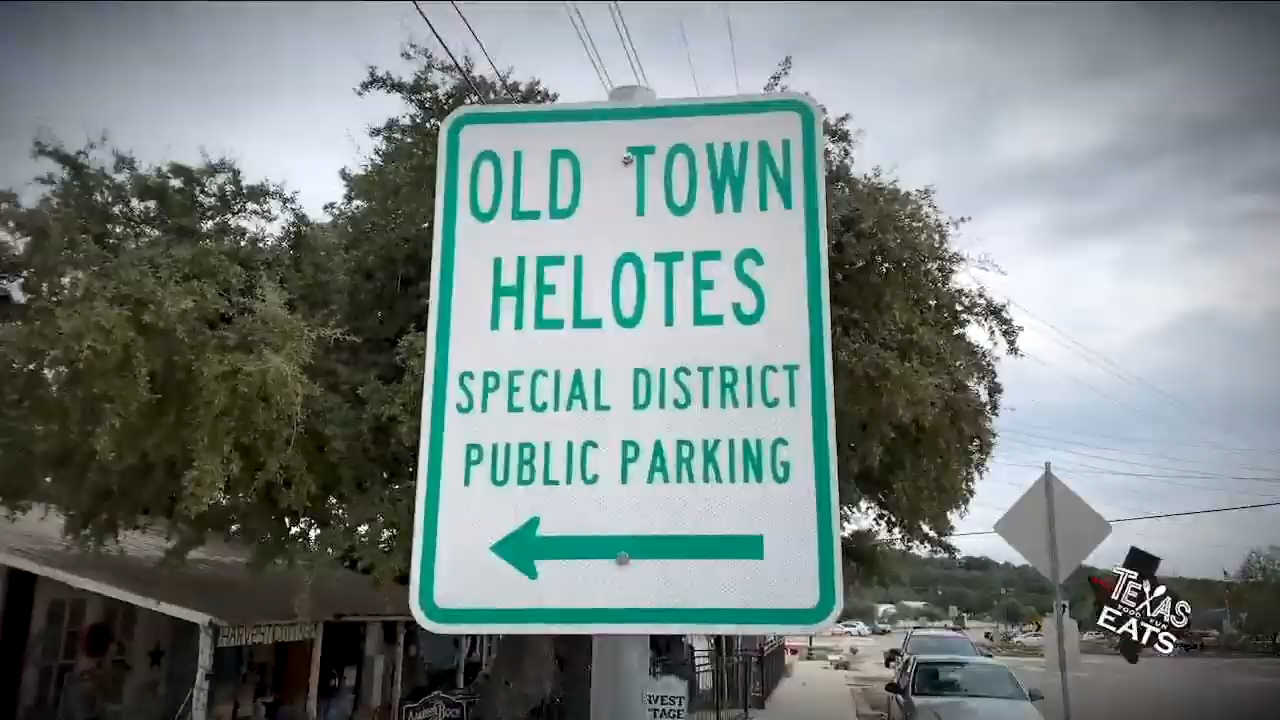 OLD TOWN
HELOTES
SPECIAL DISTRICT
PUBLIC PARKING
TEXAS
EATS